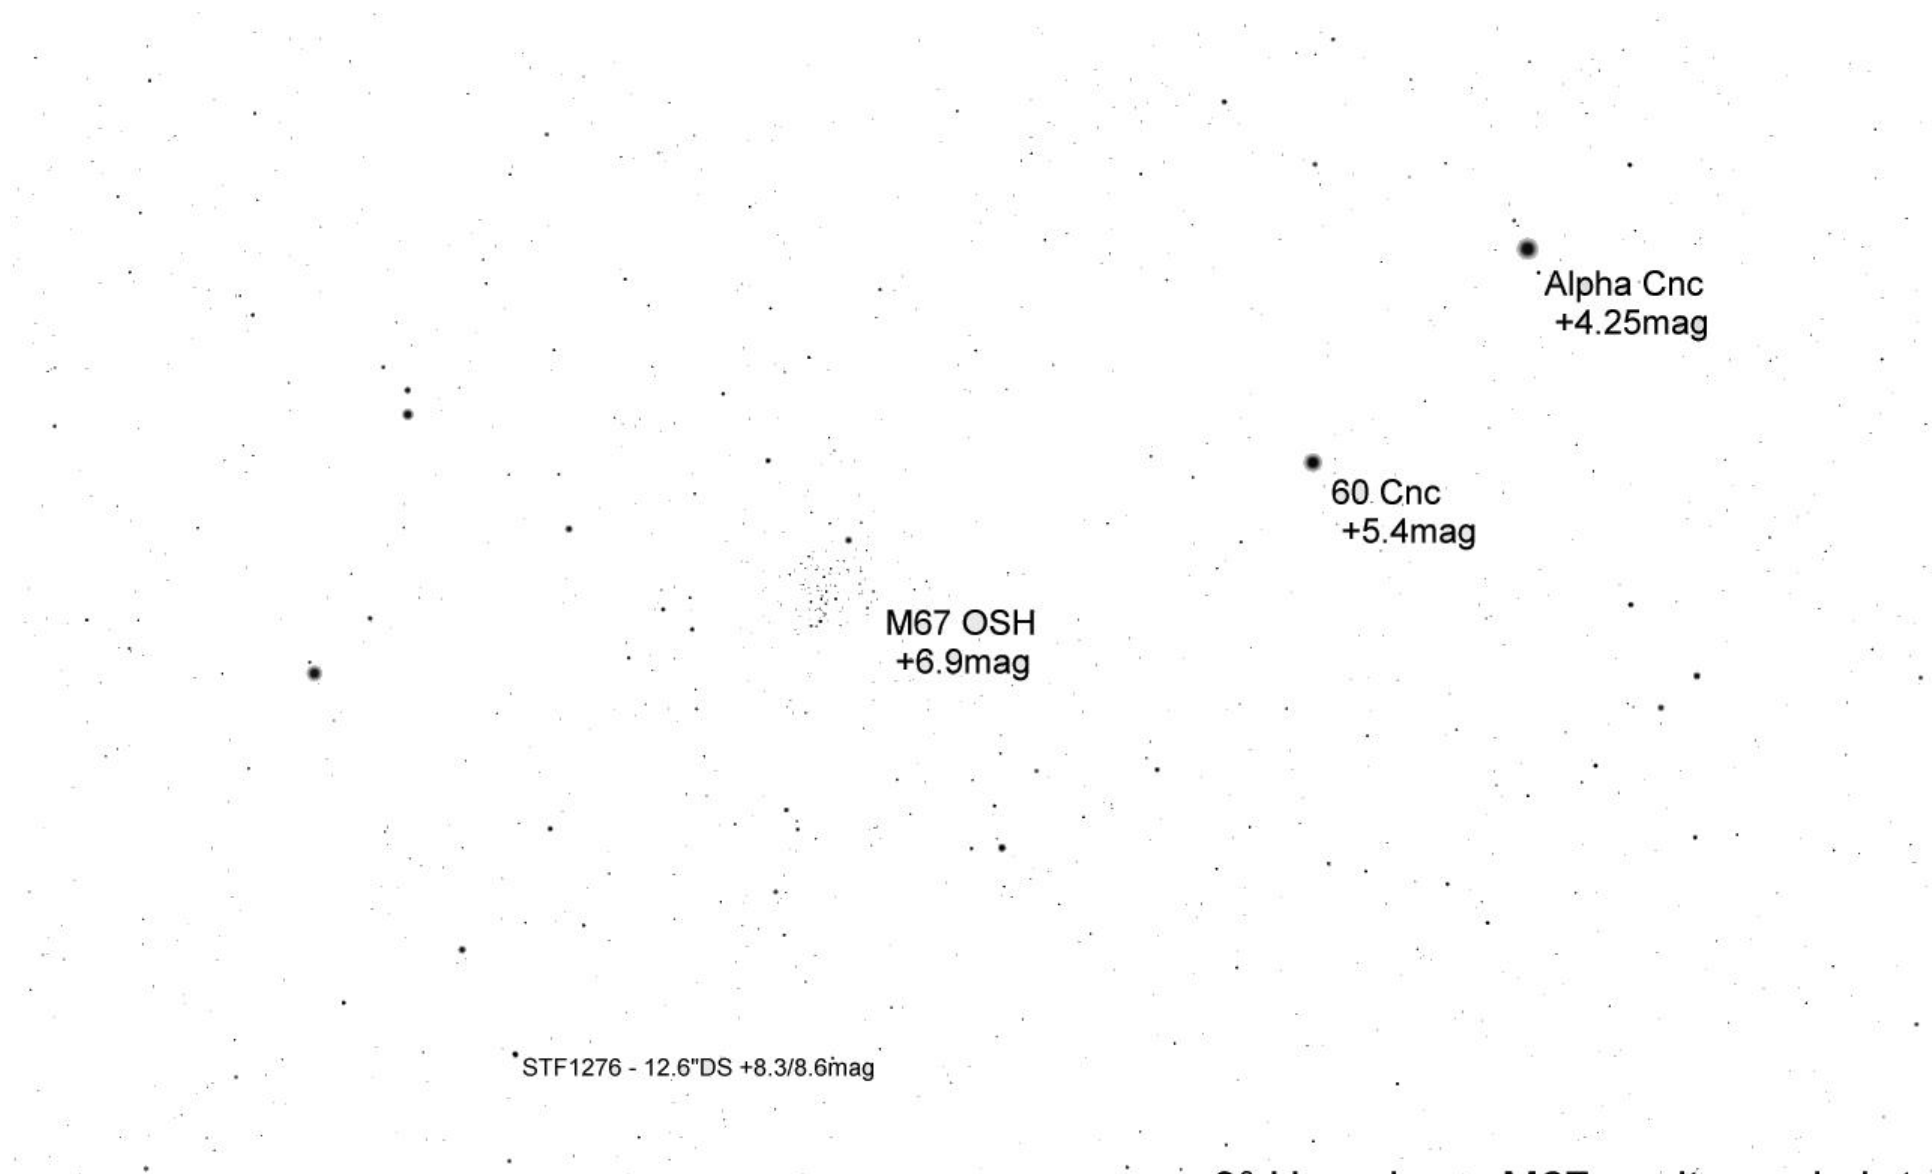 Alpha Cnc
+4.25mag
60 Cnc
+5.4mag
M67 OSH
+6.9mag
STF1276 - 12.6"DS +8.3/8.6mag